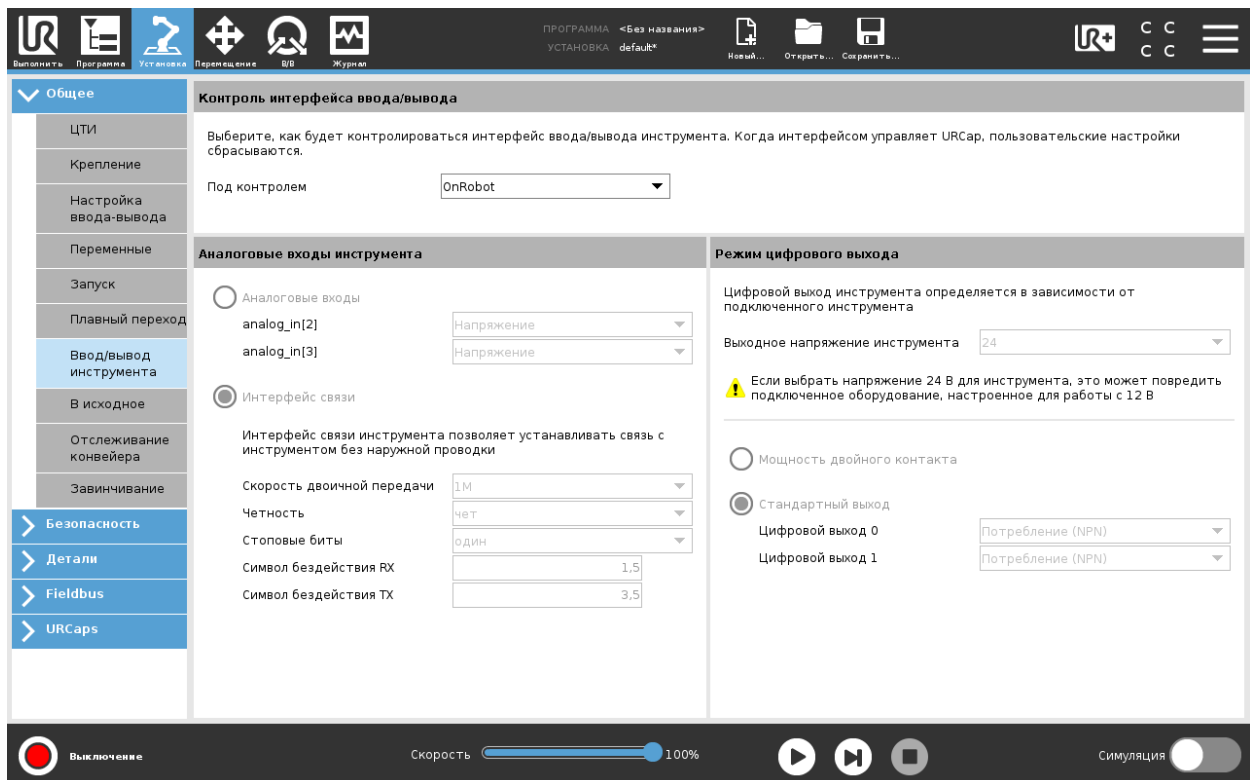 ПРОГРАММА <Без названия>
УСТАНОВКА default*
Выполнить Программа Установка Перемещение В/В Журнал
Новый... Открыть... Сохранить...
UR
UR+
C C
C C
Общее
ЦТИ
Крепление
Настройка
ввода-вывода
Переменные
Запуск
Плавный переход
Ввод/вывод
инструмента
В исходное
Отслеживание
конвейера
Завинчивание
Безопасность
Детали
Fieldbus
URCaps
Контроль интерфейса ввода/вывода
Выберите, как будет контролироваться интерфейс ввода/вывода инструмента. Когда интерфейсом управляет URCap, пользовательские настройки
сбрасываются.
Под контролем OnRobot
Аналоговые входы инструмента
Аналоговые входы
analog_in[2] Напряжение
analog_in[3] Напряжение
Интерфейс связи
Интерфейс связи инструмента позволяет устанавливать связь с
инструментом без наружной проводки
Скорость двоичной передачи 1M
Четность чет
Стоповые биты один
Символ бездействия RX 1,5
Символ бездействия TX 3,5
Режим цифрового выхода
Цифровой выход инструмента определяется в зависимости от
подключенного инструмента
Выходное напряжение инструмента 24
Если выбрать напряжение 24 В для инструмента, это может повредить
подключенное оборудование, настроенное для работы с 12 В
Мощность двойного контакта
Стандартный выход
Цифровой выход 0 Потребление (NPN)
Цифровой выход 1 Потребление (NPN)
Выключение
Скорость 100%
Симуляция